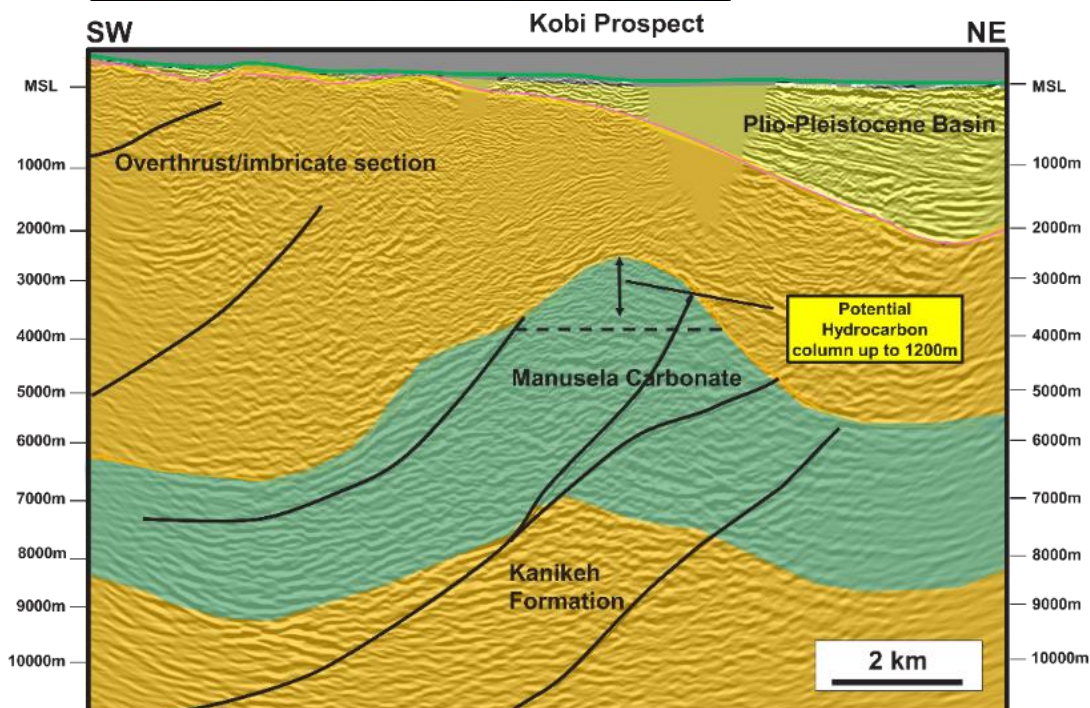 Kobi Prospect
SW
NE
MSL
MSL
Plio-Pleistocene Basin
Overthrust/imbricate section
1000m
1000m
2000m
2000m
3000m
3000m
Potential
Hydrocarbon
column up to 1200m
4000m
4000m
Manusela Carbonate
5000m
5000m
6000m
6000m
7000m
7000m
8000m
8000m
Kanikeh
Formation
9000m
9000m
10000m
10000m
2 km